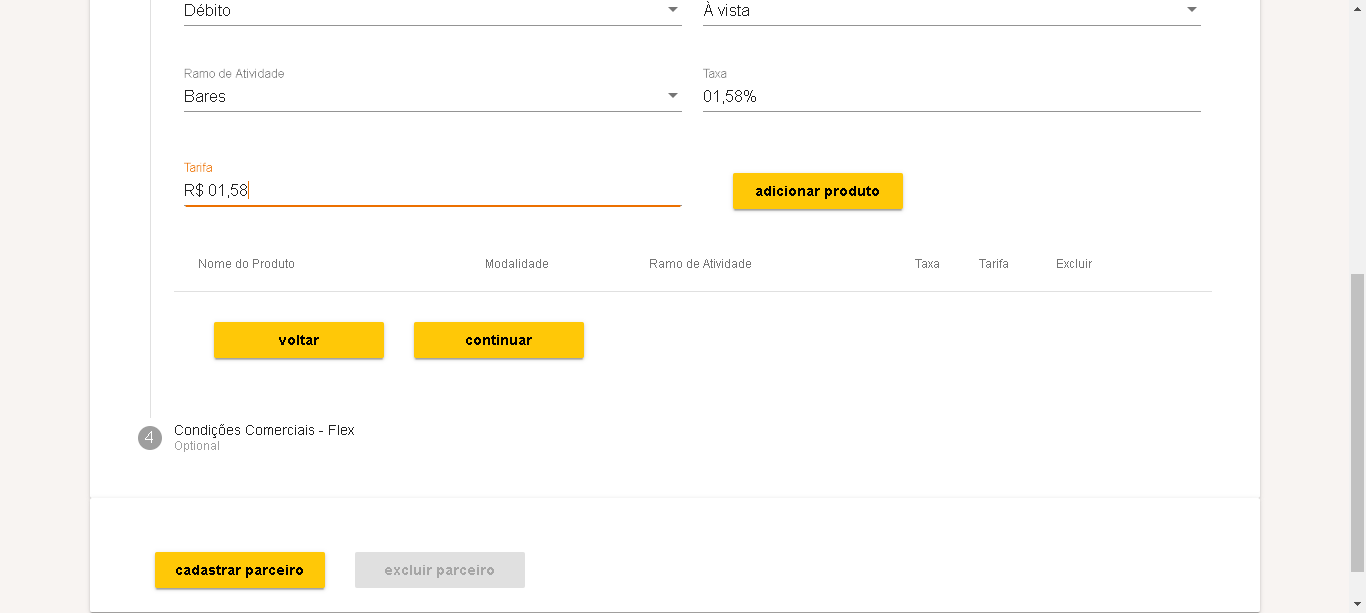 Débito
À vista
Ramo de Atividade
Taxa
Bares
01,58%
Tarifa
R$ 01,58
adicionar produto
Nome do Produto Modalidade Ramo de Atividade Taxa Tarifa Excluir
voltar continuar
4 Condições Comerciais - Flex
Optional
cadastrar parceiro excluir parceiro